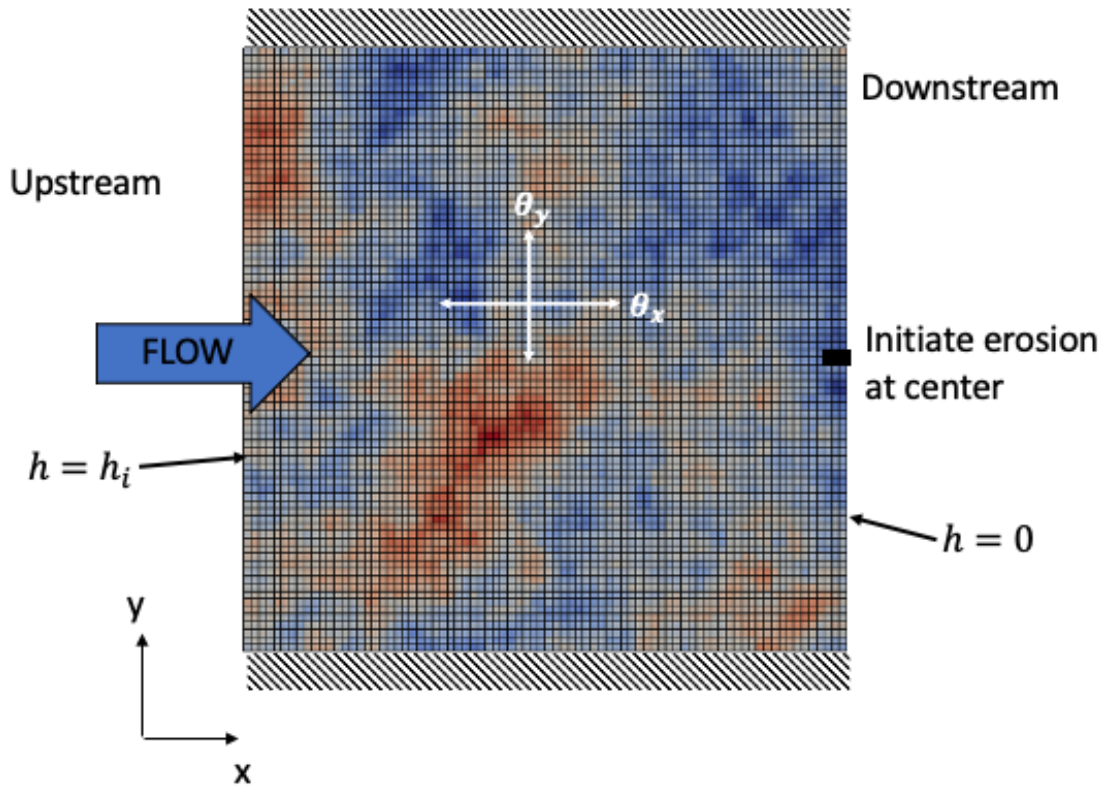 Downstream
Upstream
θy
θx
FLOW
Initiate erosion
at center
h = hi
h = 0
y
x